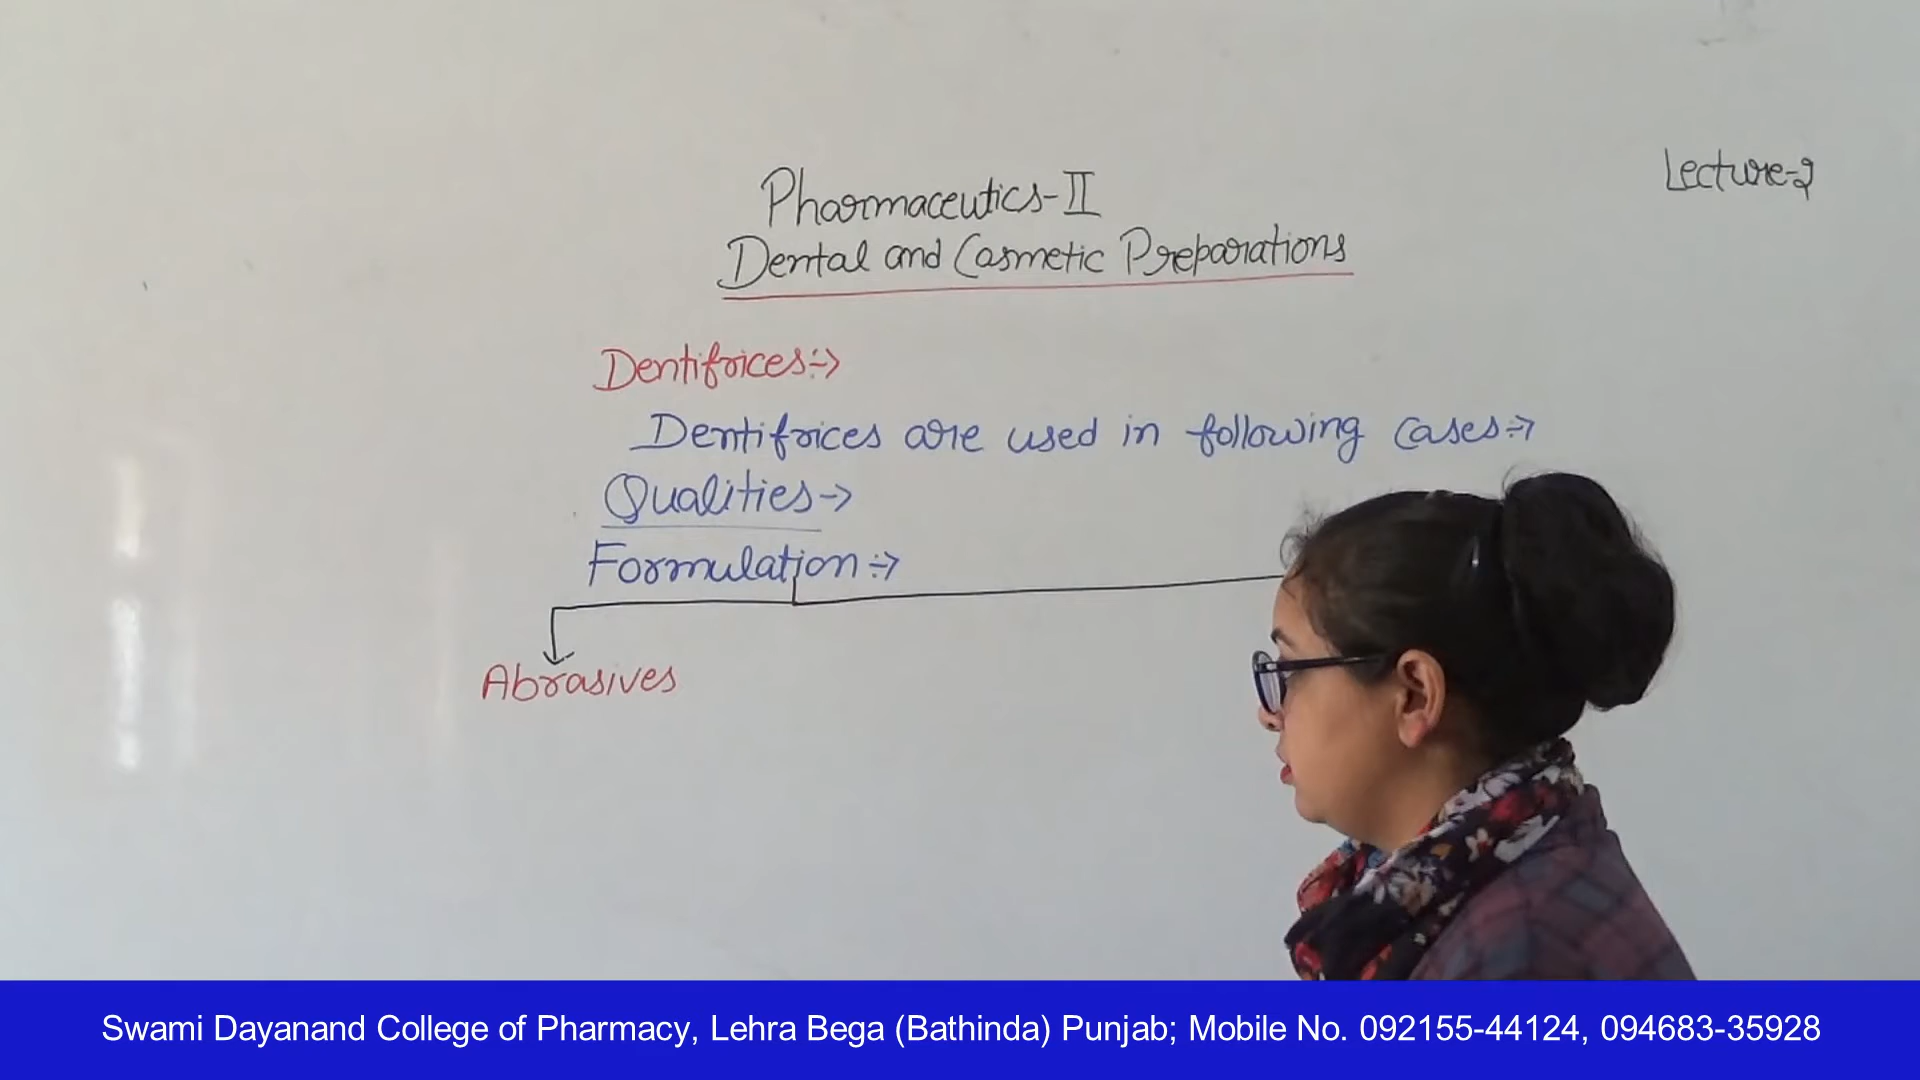 Lecture-2
Pharmaceutics-II
Dental and Cosmetic Preparations
Dentifrices:->
Dentifrices are used in following cases:->
Qualities->
Formulation:->
Abrasives
Swami Dayanand College of Pharmacy, Lehra Bega (Bathinda) Punjab; Mobile No. 092155-44124, 094683-35928